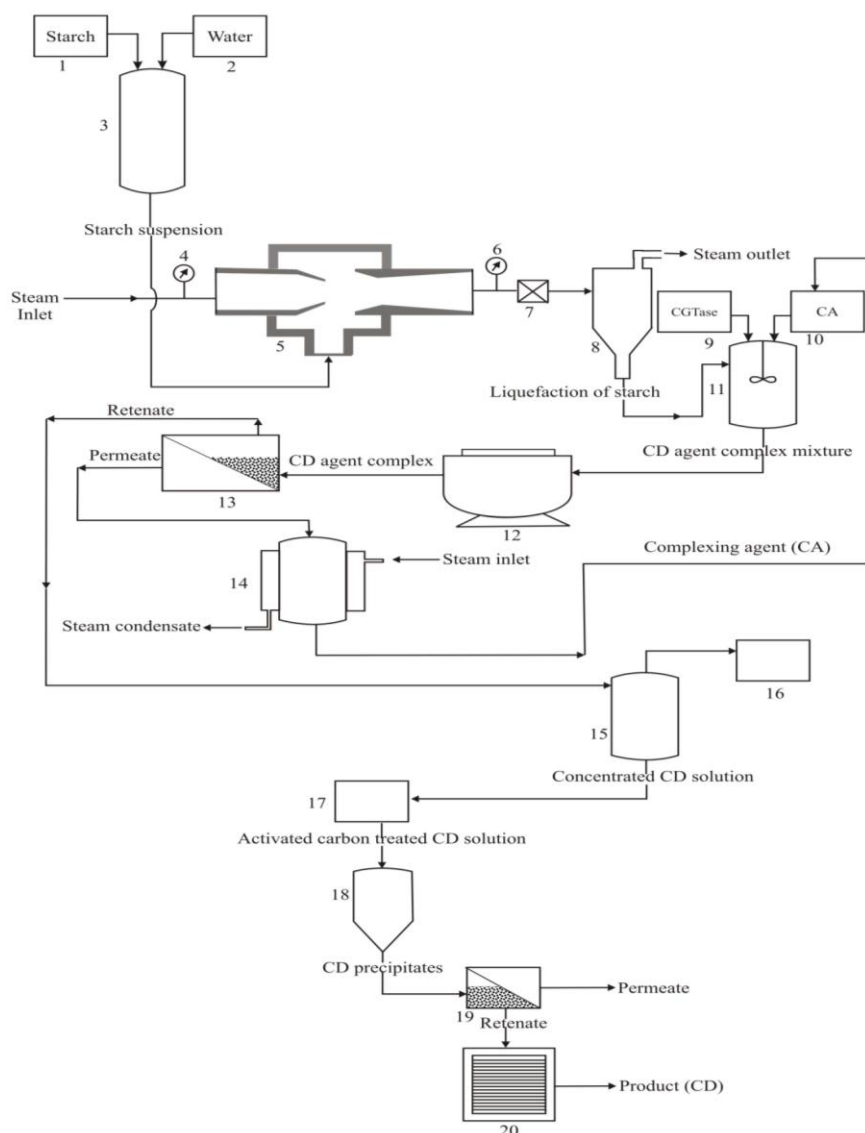 Starch
Water
1
2
3
Starch suspension
4
6
Steam outlet
Steam
Inlet
5
7
8
CGTase
CA
9
10
11
Liquefaction of starch
Retenate
Permeate
CD agent complex
CD agent complex mixture
13
12
Steam inlet
Complexing agent (CA)
14
Steam condensate
16
15
Concentrated CD solution
17
Activated carbon treated CD solution
18
CD precipitates
Permeate
19
Retenate
Product (CD)
20